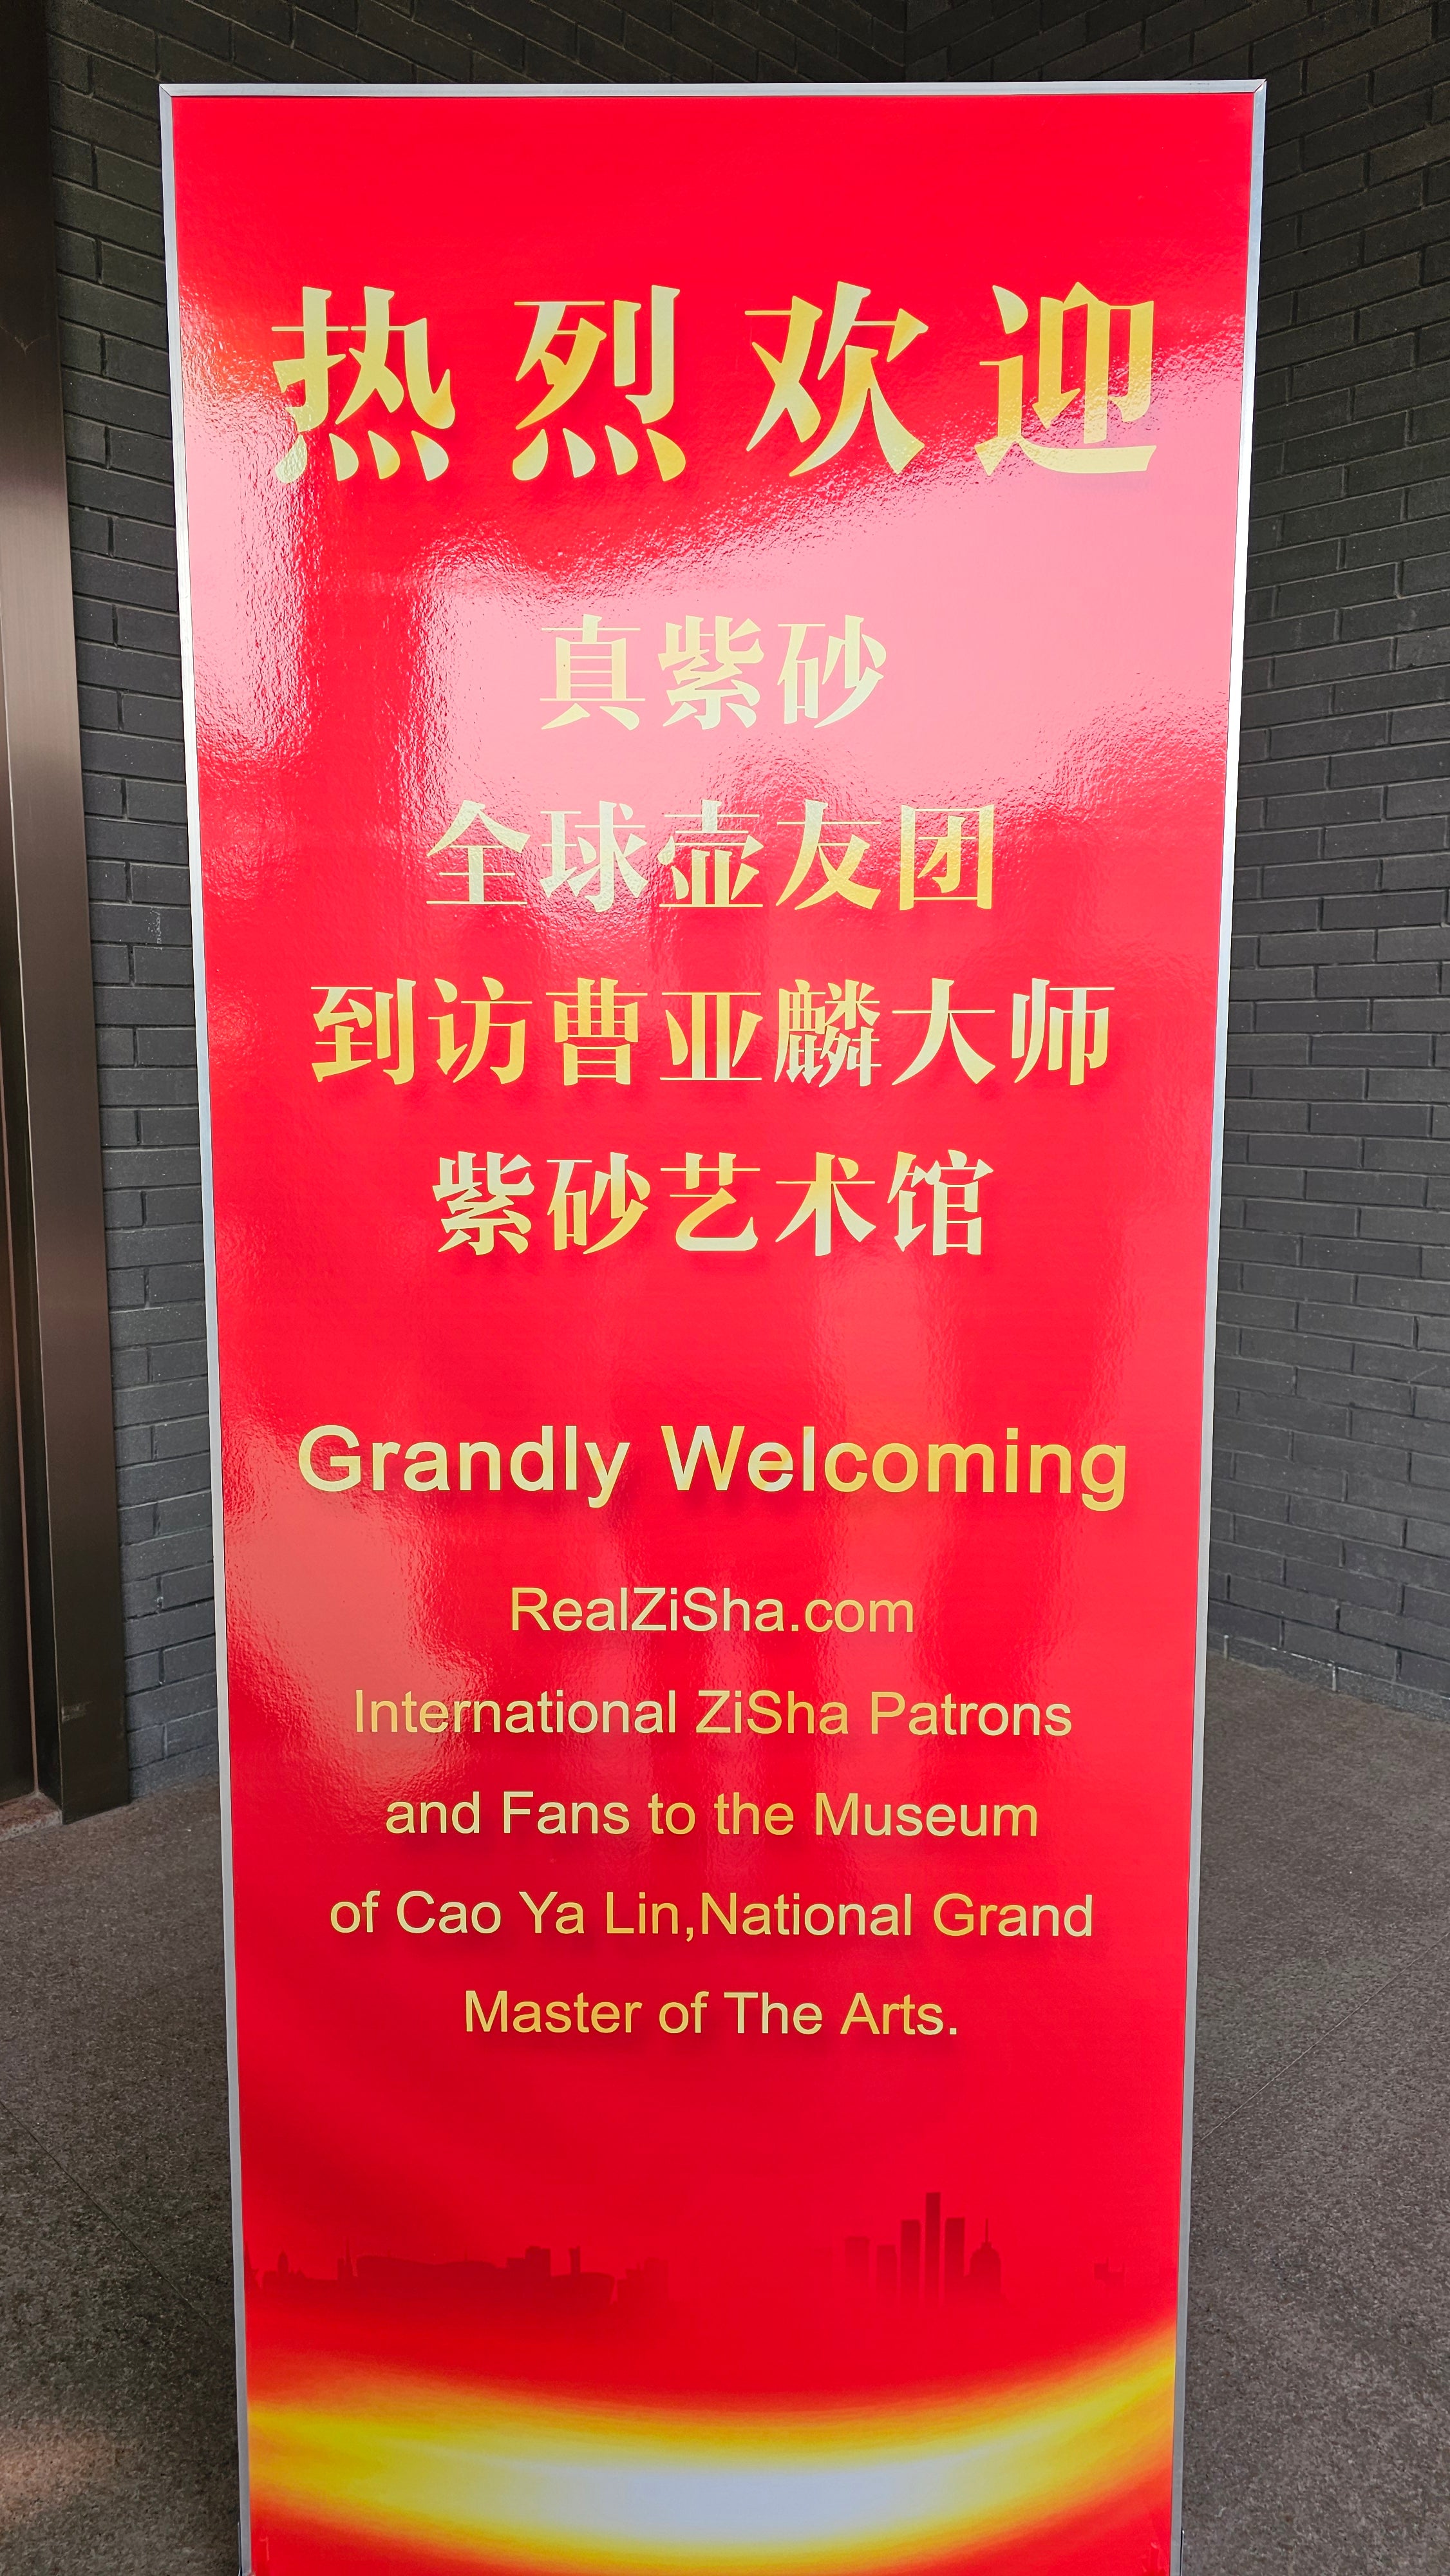 热烈欢迎
真紫砂
全球壶友团
到访曹亚麟大师
紫砂艺术馆
Grandly Welcoming
RealZiSha.com
International ZiSha Patrons
and Fans to the Museum
of Cao Ya Lin,National Grand
Master of The Arts.